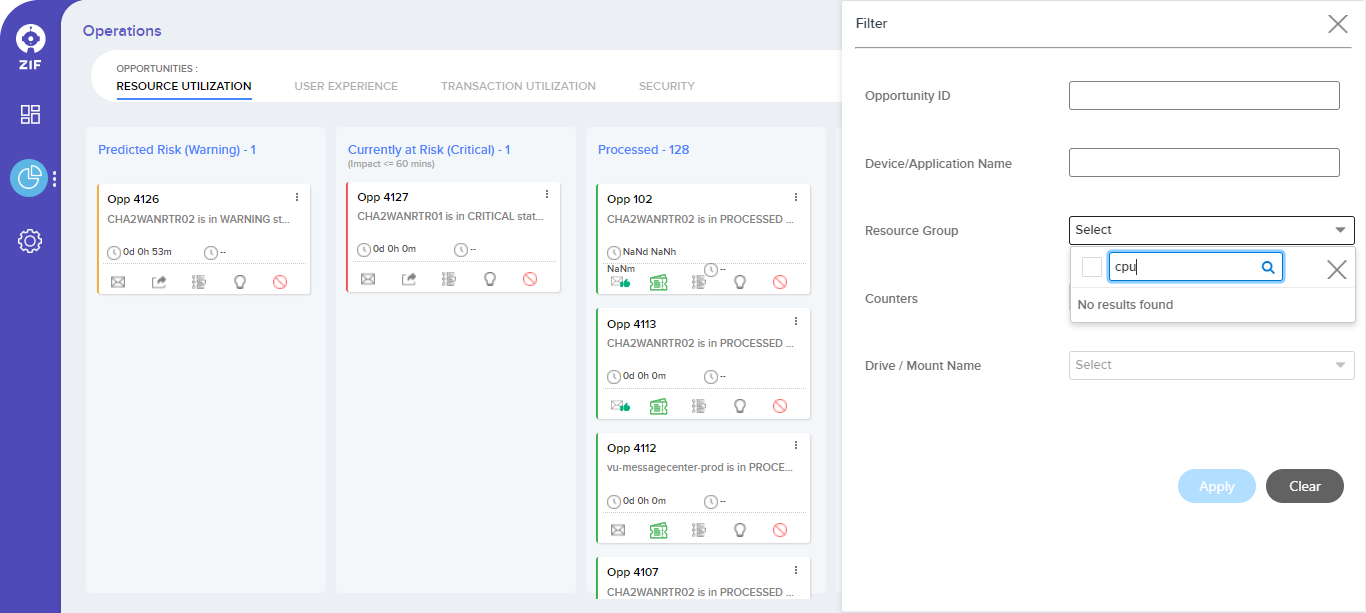 ZIF
Operations
OPPORTUNITIES :
RESOURCE UTILIZATION
USER EXPERIENCE
TRANSACTION UTILIZATION
SECURITY
Predicted Risk (Warning) - 1
Opp 4126
CHA2WANRTR02 is in WARNING st...
0d 0h 53m
--
Currently at Risk (Critical) - 1
(Impact <= 60 mins)
Opp 4127
CHA2WANRTR01 is in CRITICAL stat...
0d 0h 0m
--
Processed - 128
Opp 102
CHA2WANRTR02 is in PROCESSED ...
NaNd NaNh
NaNm
--
Opp 4113
CHA2WANRTR02 is in PROCESSED ...
0d 0h 0m
--
Opp 4112
vu-messagecenter-prod is in PROCE...
0d 0h 0m
--
Opp 4107
CHA2WANRTR02 is in PROCESSED ...
Filter
Opportunity ID
Device/Application Name
Resource Group
Select
cpu
No results found
Counters
Drive / Mount Name
Select
Apply
Clear